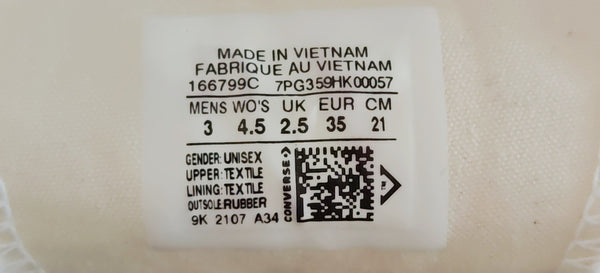 MADE IN VIETNAM
FABRIQUE AU VIETNAM
166799C 7PG359HK00057
MENS WO'S UK EUR CM
3 4.5 2.5 35 21
GENDER: UNISEX
UPPER: TEXTILE
LINING: TEXTILE
OUTSOLE: RUBBER
9K 2107 A34
CONVERSE